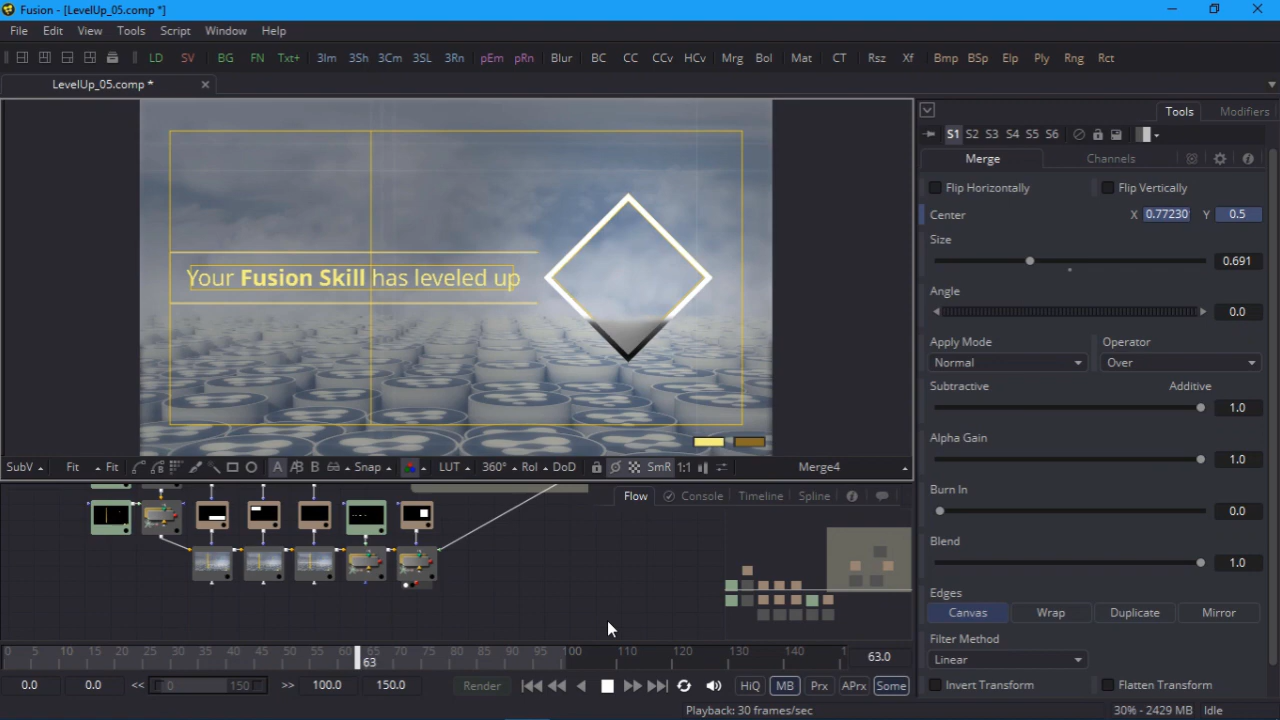 Fusion - [LevelUp_05.comp *]
File Edit View Tools Script Quick Window Help
LD SV BG FN Txt+ 3Im 3Sh 3Cm 3SL 3Rn pEm pRn Blur BC CC CCv HCv Mrg Bol Mat CT Rsz Xf Bmp BSp Elp Ply Rng Rct
LevelUp_05.comp *
Tools Modifiers
S1 S2 S3 S4 S5 S6
Merge Channels
Flip Horizontally Flip Vertically
Center X 0.77230 Y 0.5
Size
0.691
Angle
0.0
Apply Mode Operator
Normal Over
Subtractive Additive
1.0
Alpha Gain
1.0
Burn In
0.0
Blend
1.0
Edges
Canvas Wrap Duplicate Mirror
Filter Method
Linear
Invert Transform Flatten Transform
Your Fusion Skill has leveled up
SubV Fit Fit A B Snap LUT 360° RoI DoD SmR 1:1 Merge4
Flow Console Timeline Spline
0 5 10 15 20 25 30 35 40 45 50 55 60 65 70 75 80 85 90 95 100 110 120 130 140 1
63
63.0
0.0 0.0 << 0 150 >> 100.0 150.0 Render HiQ MB Prx APrx Some
Playback: 30 frames/sec 30% - 2429 MB Idle